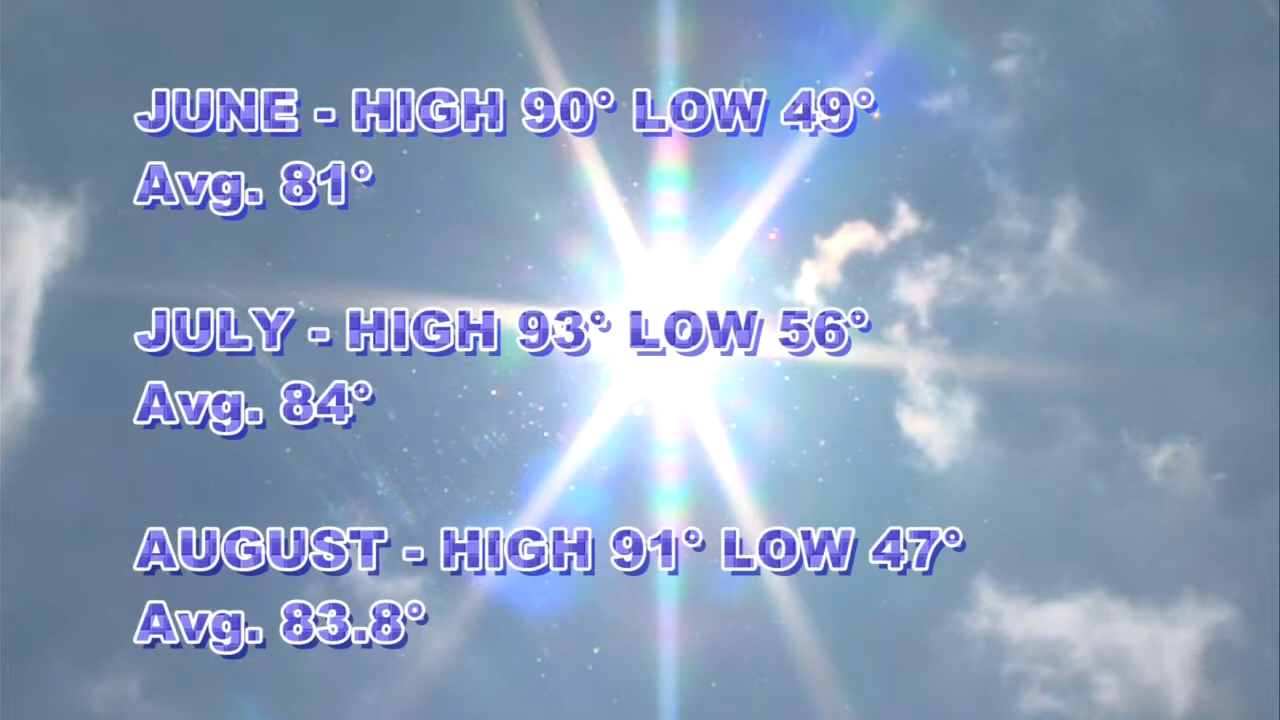 JUNE - HIGH 90° LOW 49°
Avg. 81°
JULY - HIGH 93° LOW 56°
Avg. 84°
AUGUST - HIGH 91° LOW 47°
Avg. 83.8°